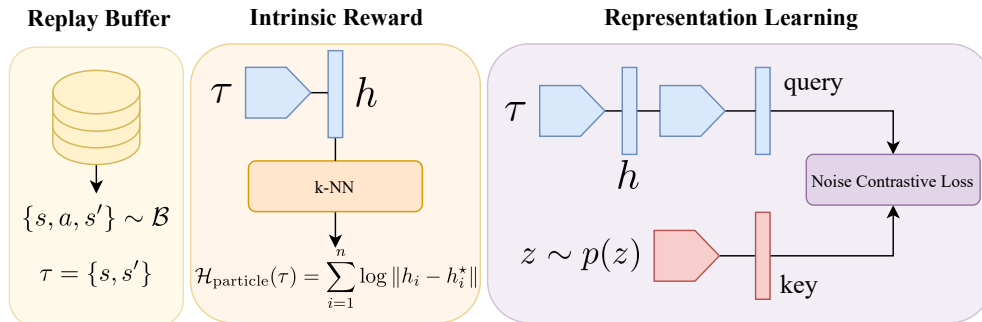 Replay Buffer
{s, a, s′} ∼ ℬ
τ = {s, s′}
Intrinsic Reward
τ
h
k-NN
ℋ_particle(τ) = ∑_{i=1}^{n} log ‖h_i − h_i^⋆‖
Representation Learning
τ
h
query
Noise Contrastive Loss
z ∼ p(z)
key